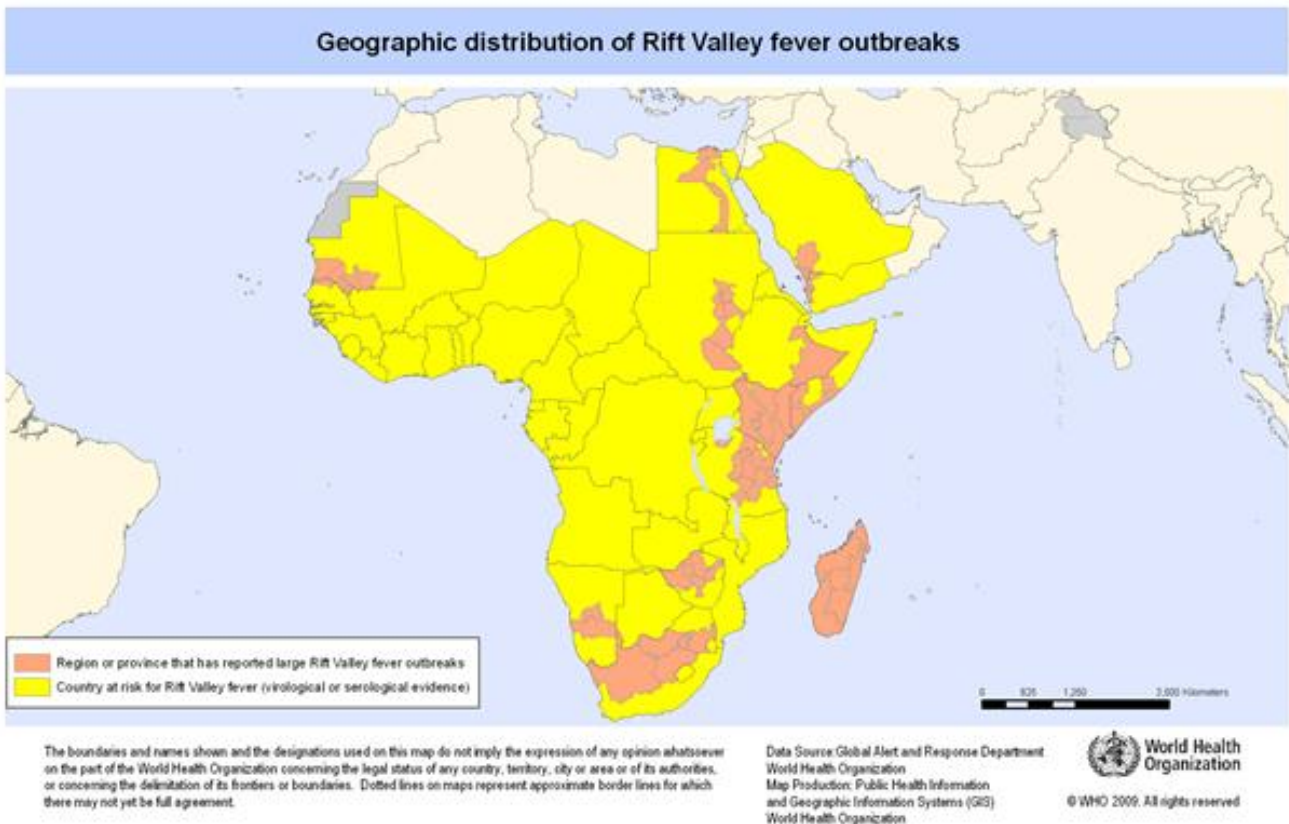 Geographic distribution of Rift Valley fever outbreaks
Region or province that has reported large Rift Valley fever outbreaks
Country at risk for Rift Valley fever (virological or serological evidence)
0 625 1,250 2,500 Kilometers
The boundaries and names shown and the designations used on this map do not imply the expression of any opinion whatsoever
on the part of the World Health Organization concerning the legal status of any country, territory, city or area or of its authorities,
or concerning the delimitation of its frontiers or boundaries. Dotted lines on maps represent approximate border lines for which
there may not yet be full agreement.
Data Source: Global Alert and Response Department
World Health Organization
Map Production: Public Health Information
and Geographic Information Systems (GIS)
World Health Organization
World Health
Organization
© WHO 2009. All rights reserved